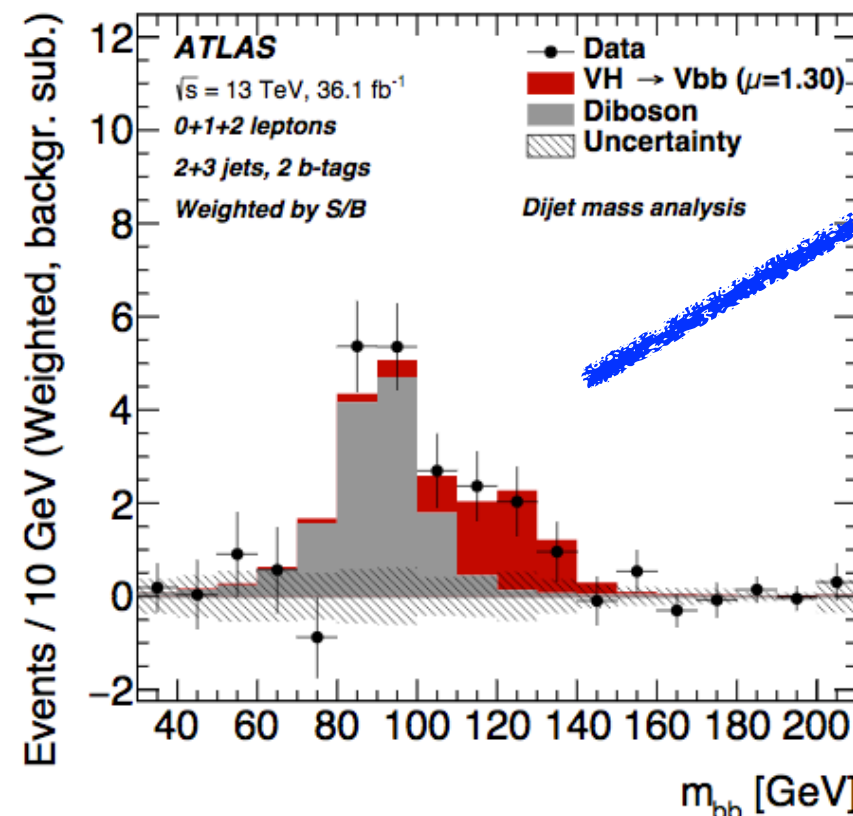 Events / 10 GeV (Weighted, backgr. sub.)
12
10
8
6
4
2
0
−2
ATLAS
√s = 13 TeV, 36.1 fb⁻¹
0+1+2 leptons
2+3 jets, 2 b-tags
Weighted by S/B
Data
VH → Vbb (μ=1.30)
Diboson
Uncertainty
Dijet mass analysis
40 60 80 100 120 140 160 180 200
m_bb [GeV]